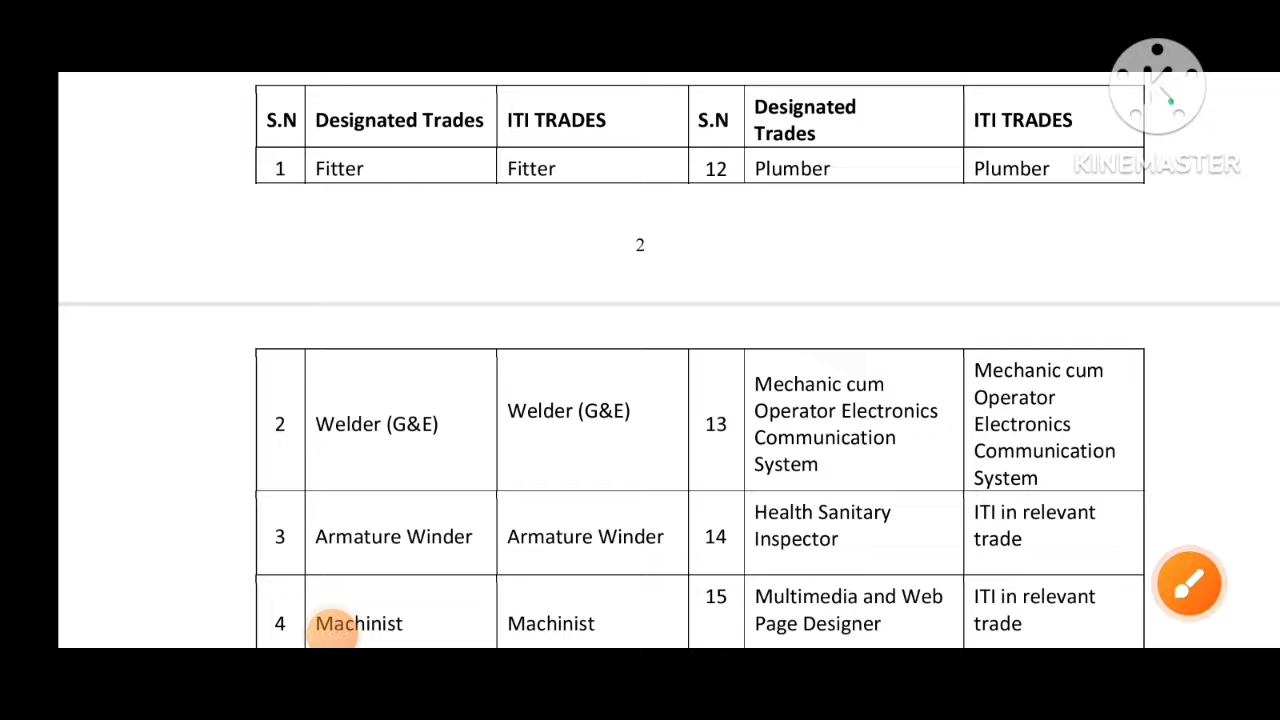 S.N Designated Trades ITI TRADES S.N Designated Trades ITI TRADES
1 Fitter Fitter 12 Plumber Plumber
KINEMASTER
2
2 Welder (G&E) Welder (G&E) 13 Mechanic cum Operator Electronics Communication System Mechanic cum Operator Electronics Communication System
3 Armature Winder Armature Winder 14 Health Sanitary Inspector ITI in relevant trade
4 Machinist Machinist 15 Multimedia and Web Page Designer ITI in relevant trade